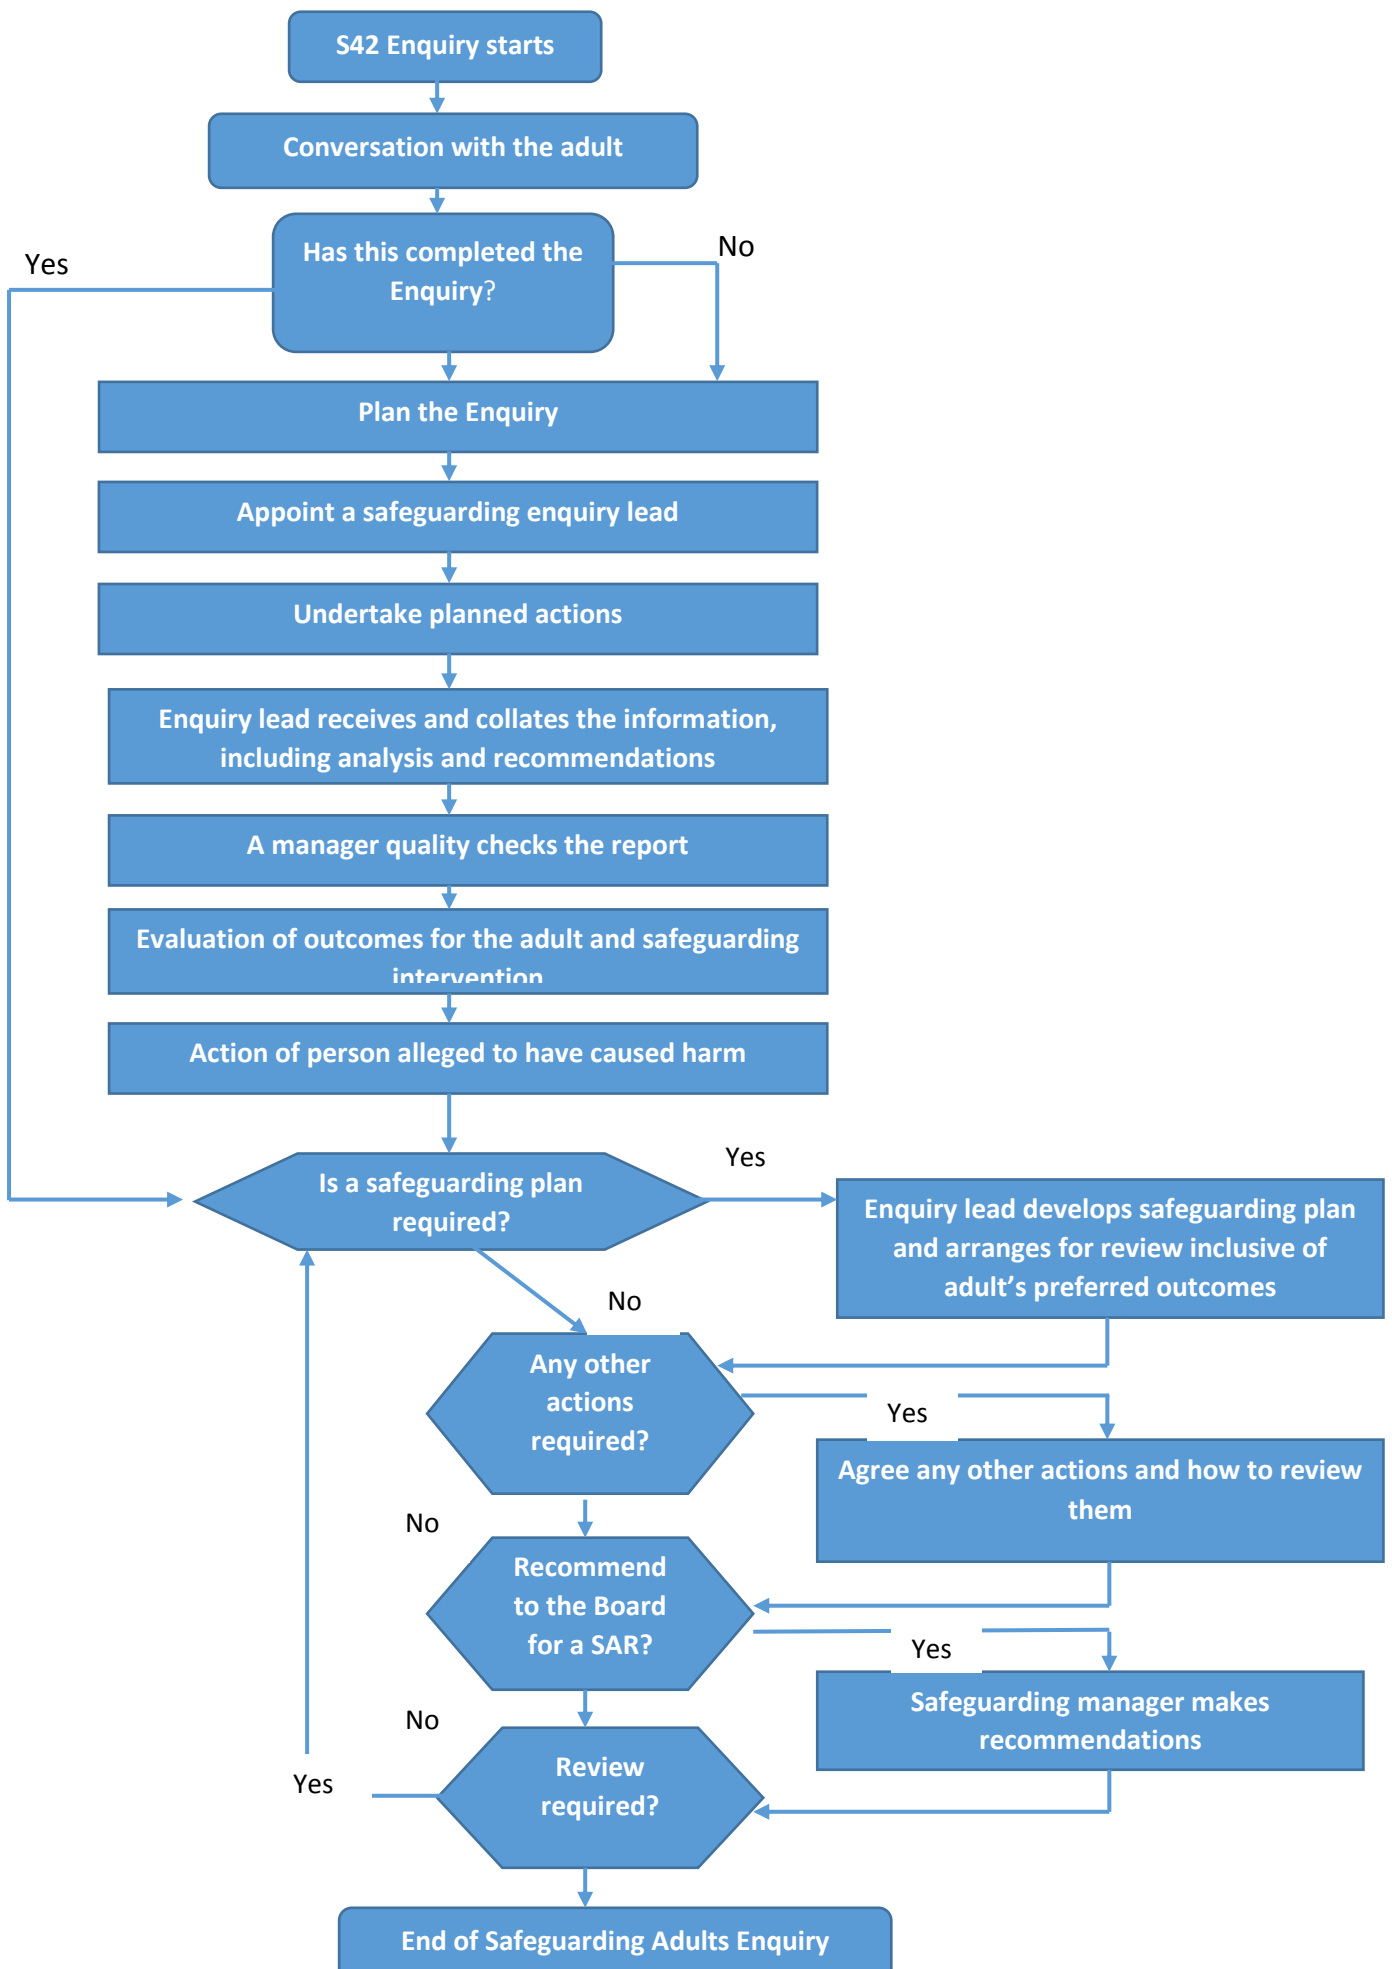 S42 Enquiry starts
Conversation with the adult
Has this completed the
Enquiry?
Yes
No
Plan the Enquiry
Appoint a safeguarding enquiry lead
Undertake planned actions
Enquiry lead receives and collates the information,
including analysis and recommendations
A manager quality checks the report
Evaluation of outcomes for the adult and safeguarding
intervention
Action of person alleged to have caused harm
Is a safeguarding plan
required?
Yes
Enquiry lead develops safeguarding plan
and arranges for review inclusive of
adult's preferred outcomes
No
Any other
actions
required?
Yes
Agree any other actions and how to review
them
No
Recommend
to the Board
for a SAR?
Yes
Safeguarding manager makes
recommendations
No
Review
required?
Yes
End of Safeguarding Adults Enquiry